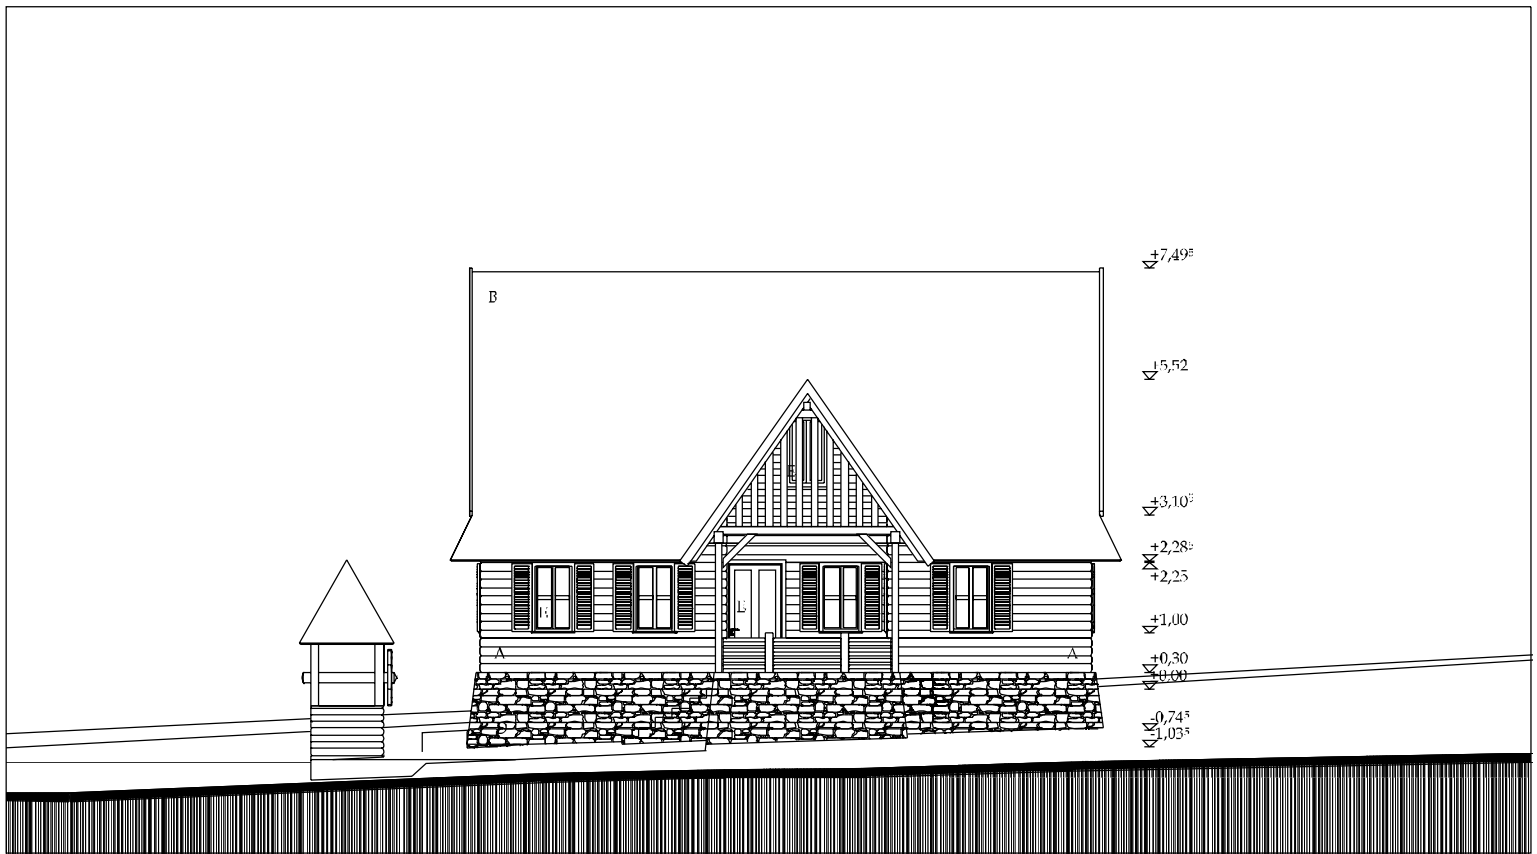 +7,49⁵
B
+5,52
E
+3,10⁵
+2,28⁵
+2,25
E
E
+1,00
A
A
+0,30
±0,00
-0,74⁵
-1,03⁵